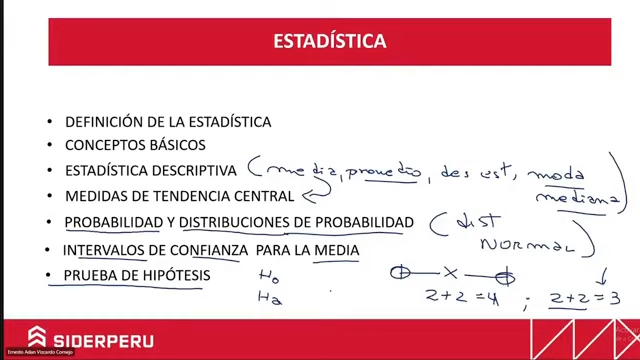 ESTADÍSTICA
• DEFINICIÓN DE LA ESTADÍSTICA
• CONCEPTOS BÁSICOS
• ESTADÍSTICA DESCRIPTIVA (media, promedio, des est, moda
mediana)
• MEDIDAS DE TENDENCIA CENTRAL
• PROBABILIDAD Y DISTRIBUCIONES DE PROBABILIDAD (dist
NORMAL)
• INTERVALOS DE CONFIANZA PARA LA MEDIA
• PRUEBA DE HIPÓTESIS H0
Ha
X
2+2=4 ; 2+2=3
SIDERPERU
Ernesto Adan Vizcardo Cornejo